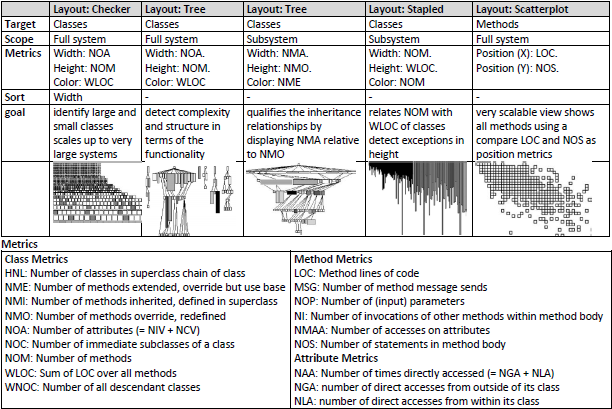 Layout: Checker Layout: Tree Layout: Tree Layout: Stapled Layout: Scatterplot
Target Classes Classes Classes Classes Methods
Scope Full system Full system Subsystem Subsystem Full system
Metrics Width: NOA Width: NOA. Width: NMA. Width: NOM. Position (X): LOC.
Height: NOM Height: NOM. Height: NMO. Height: WLOC. Position (Y): NOS.
Color: WLOC Color: WLOC Color: NME Color: NOM
Sort Width - - - -
goal identify large and detect complexity qualifies the inheritance relates NOM with very scalable view shows
small classes and structure in relationships by WLOC of classes all methods using a
scales up to very terms of the displaying NMA relative detect exceptions in compare LOC and NOS as
large systems functionality to NMO height position metrics
Metrics
Class Metrics
HNL: Number of classes in superclass chain of class
NME: Number of methods extended, override but use base
NMI: Number of methods inherited, defined in superclass
NMO: Number of methods override, redefined
NOA: Number of attributes (= NIV + NCV)
NOC: Number of immediate subclasses of a class
NOM: Number of methods
WLOC: Sum of LOC over all methods
WNOC: Number of all descendant classes
Method Metrics
LOC: Method lines of code
MSG: Number of method message sends
NOP: Number of (input) parameters
NI: Number of invocations of other methods within method body
NMAA: Number of accesses on attributes
NOS: Number of statements in method body
Attribute Metrics
NAA: Number of times directly accessed (= NGA + NLA)
NGA: number of direct accesses from outside of its class
NLA: number of direct accesses from within its class